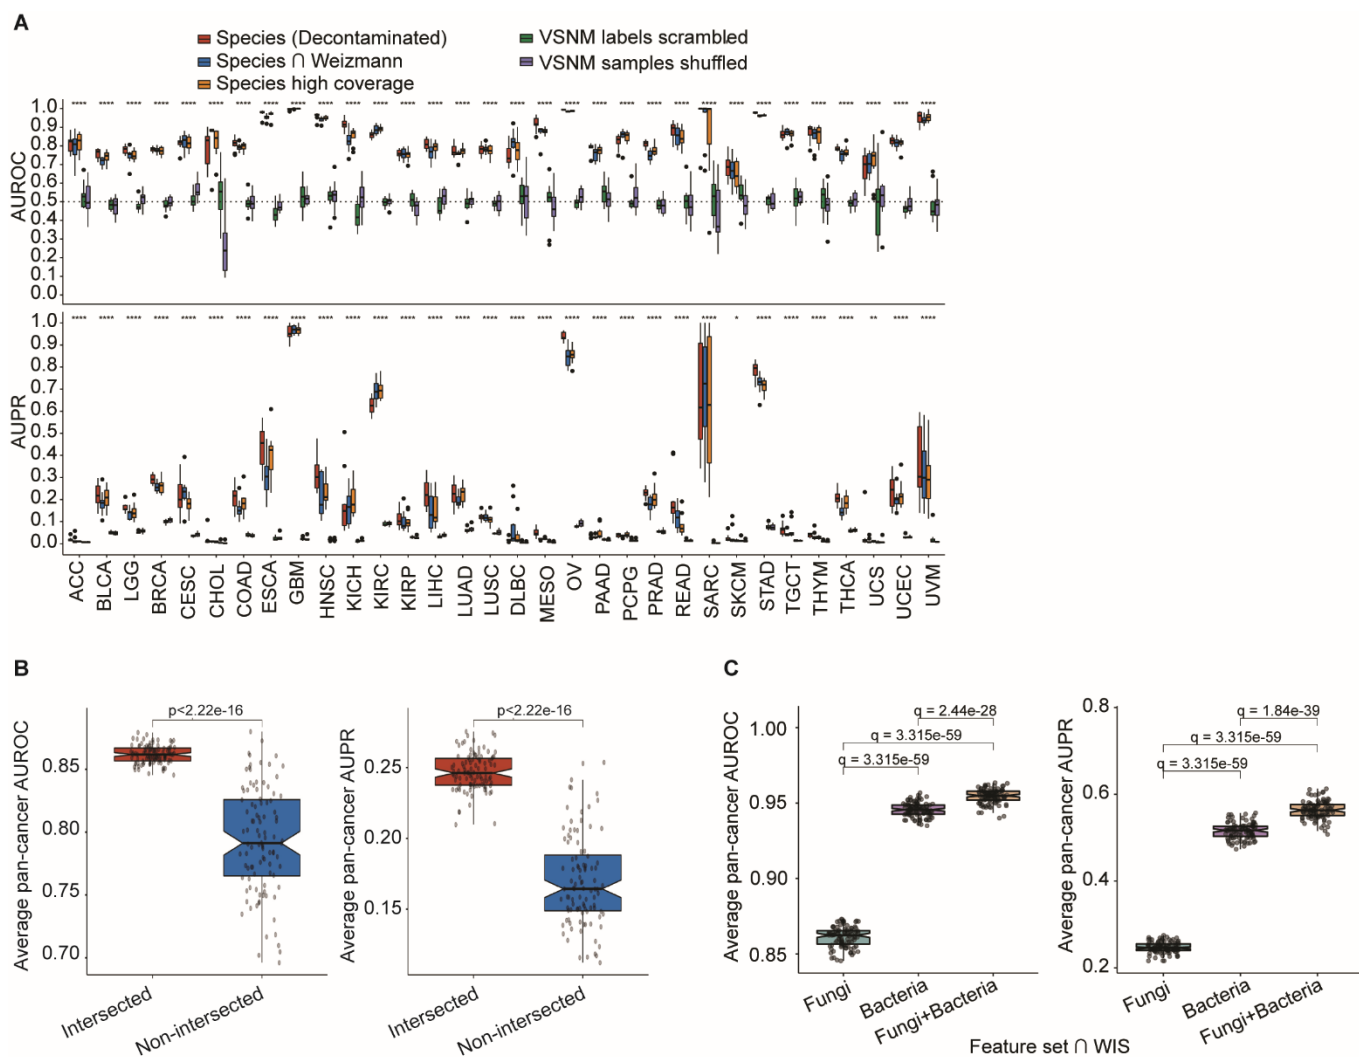 A
Species (Decontaminated)
Species ∩ Weizmann
Species high coverage
VSNM labels scrambled
VSNM samples shuffled
**** **** **** **** **** **** **** **** **** **** **** **** **** **** **** **** **** **** **** **** **** **** **** **** **** **** **** **** **** **** **** ****
AUROC
1.0
0.9
0.8
0.7
0.6
0.5
0.4
0.3
0.2
0.1
0.0
**** **** **** **** **** **** **** **** **** **** **** **** **** **** **** **** **** **** **** **** **** **** **** **** * **** **** **** **** ** **** ****
AUPR
1.0
0.9
0.8
0.7
0.6
0.5
0.4
0.3
0.2
0.1
0.0
ACC BLCA LGG BRCA CESC CHOL COAD ESCA GBM HNSC KICH KIRC KIRP LIHC LUAD LUSC DLBC MESO OV PAAD PCPG PRAD READ SARC SKCM STAD TGCT THYM THCA UCS UCEC UVM
B
p<2.22e-16
Average pan-cancer AUROC
0.85
0.80
0.75
0.70
Intersected
Non-intersected
p<2.22e-16
Average pan-cancer AUPR
0.25
0.20
0.15
Intersected
Non-intersected
C
q = 2.44e-28
q = 3.315e-59
q = 3.315e-59
Average pan-cancer AUROC
1.00
0.95
0.90
0.85
Fungi
Bacteria
Fungi+Bacteria
q = 1.84e-39
q = 3.315e-59
q = 3.315e-59
Average pan-cancer AUPR
0.8
0.6
0.4
0.2
Fungi
Bacteria
Fungi+Bacteria
Feature set ∩ WIS